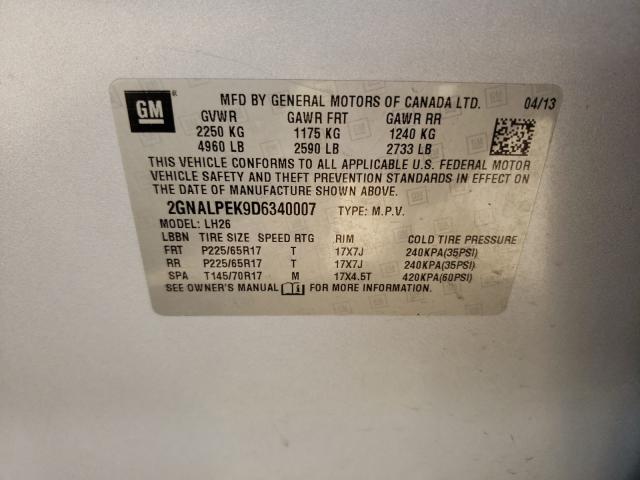 GM
MFD BY GENERAL MOTORS OF CANADA LTD. 04/13
GVWR GAWR FRT GAWR RR
2250 KG 1175 KG 1240 KG
4960 LB 2590 LB 2733 LB
THIS VEHICLE CONFORMS TO ALL APPLICABLE U.S. FEDERAL MOTOR
VEHICLE SAFETY AND THEFT PREVENTION STANDARDS IN EFFECT ON
THE DATE OF MANUFACTURE SHOWN ABOVE.
2GNALPEK9D6340007 TYPE: M.P.V.
MODEL: LH26
LBBN TIRE SIZE SPEED RTG RIM COLD TIRE PRESSURE
FRT P225/65R17 T 17X7J 240KPA(35PSI)
RR P225/65R17 T 17X7J 240KPA(35PSI)
SPA T145/70R17 M 17X4.5T 420KPA(60PSI)
SEE OWNER'S MANUAL FOR MORE INFORMATION.